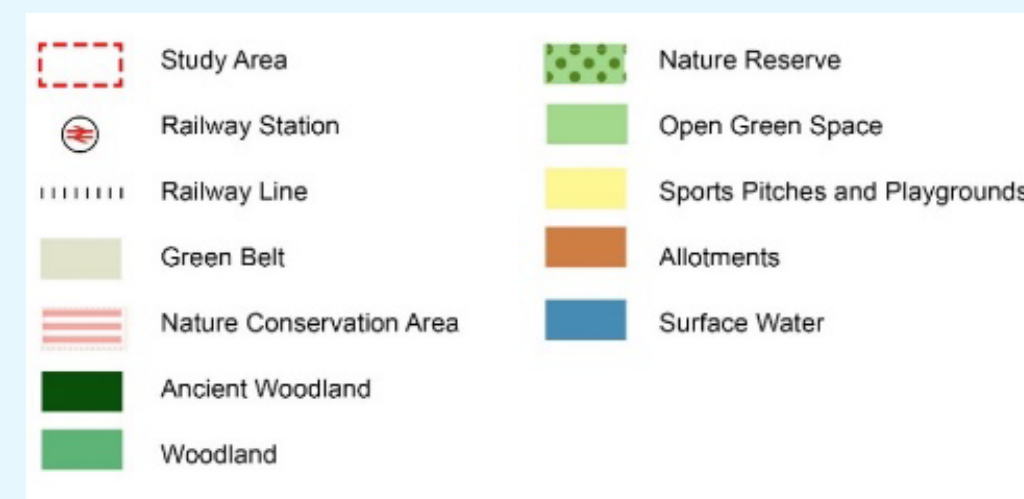 Study Area
Railway Station
Railway Line
Green Belt
Nature Conservation Area
Ancient Woodland
Woodland
Nature Reserve
Open Green Space
Sports Pitches and Playgrounds
Allotments
Surface Water